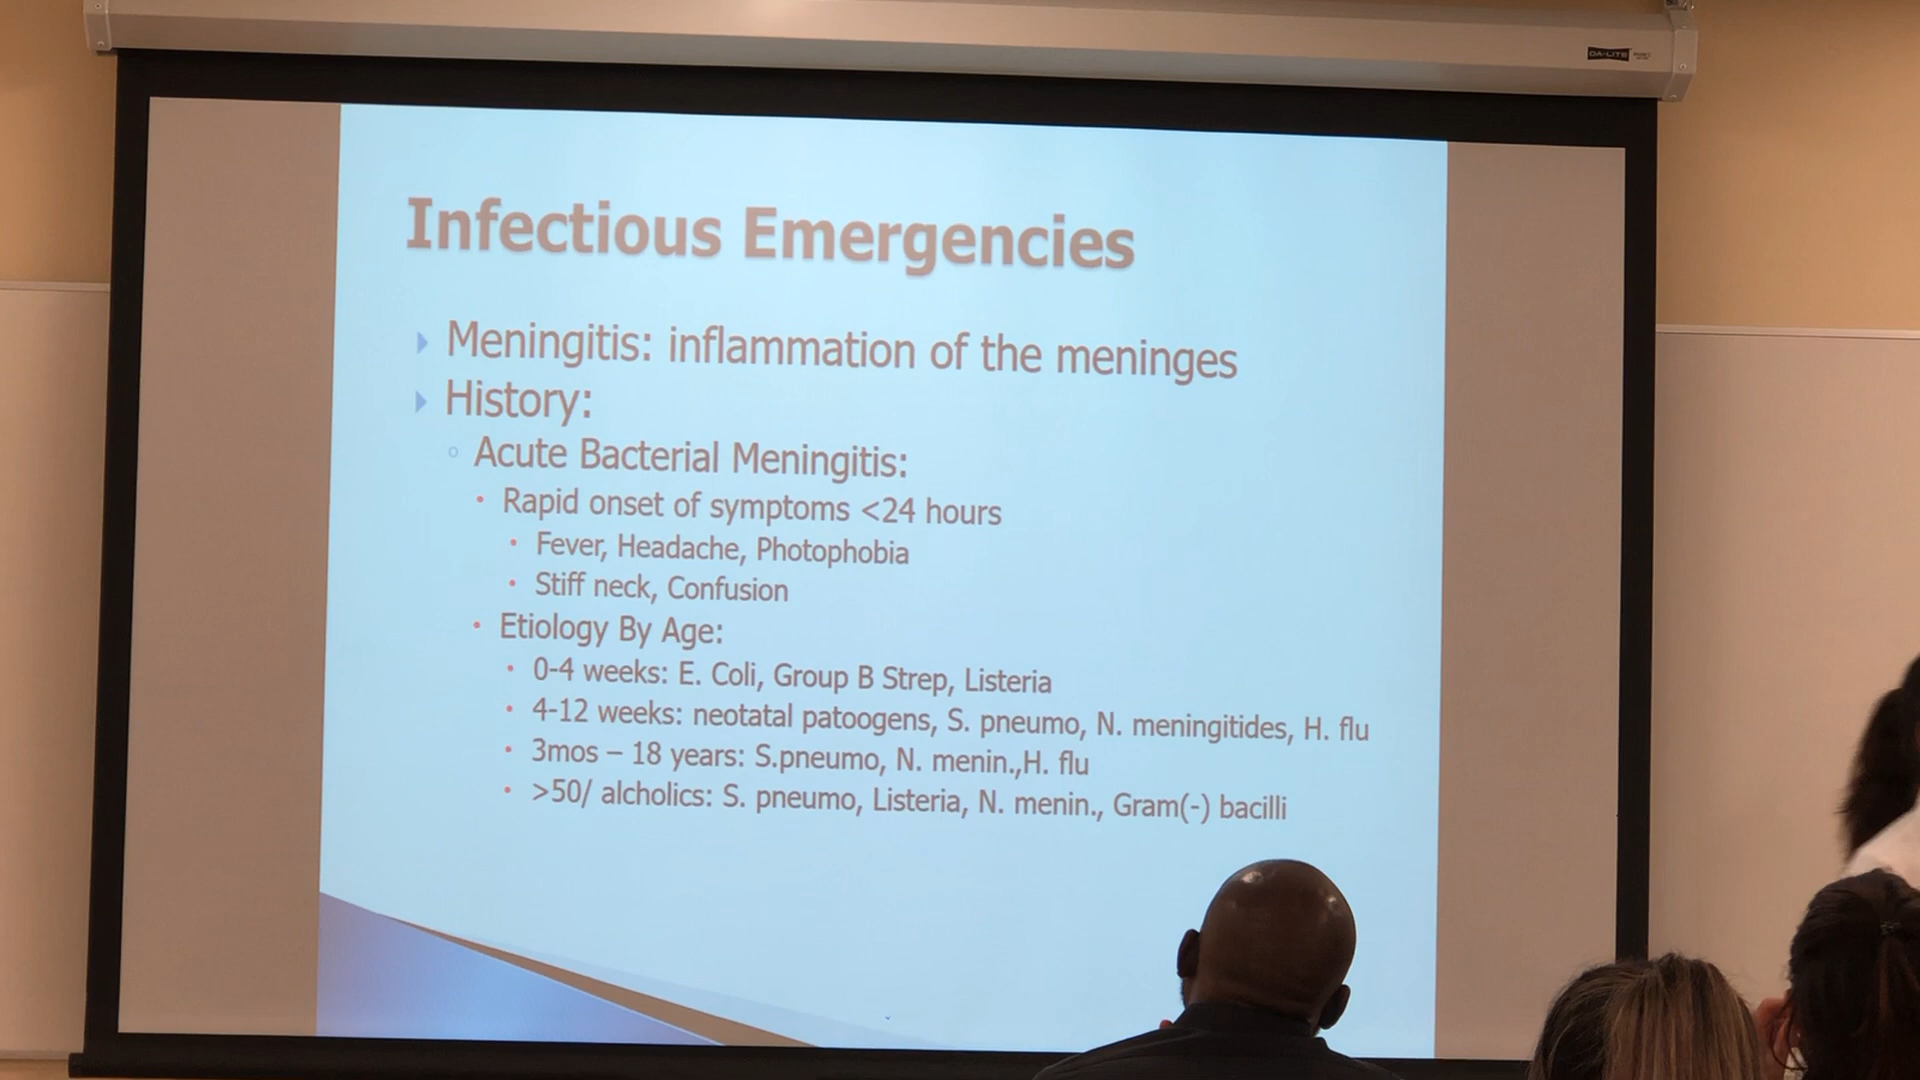 DA-LITE
Infectious Emergencies
Meningitis: inflammation of the meninges
History:
Acute Bacterial Meningitis:
Rapid onset of symptoms <24 hours
Fever, Headache, Photophobia
Stiff neck, Confusion
Etiology By Age:
0-4 weeks: E. Coli, Group B Strep, Listeria
4-12 weeks: neotatal patoogens, S. pneumo, N. meningitides, H. flu
3mos – 18 years: S.pneumo, N. menin.,H. flu
>50/ alcholics: S. pneumo, Listeria, N. menin., Gram(-) bacilli